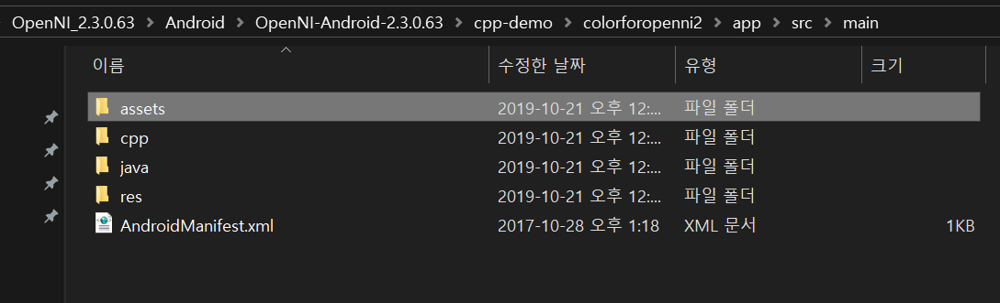 OpenNI_2.3.0.63 > Android > OpenNI-Android-2.3.0.63 > cpp-demo > colorforopenni2 > app > src > main
이름 수정한 날짜 유형 크기
assets 2019-10-21 오후 12:... 파일 폴더
cpp 2019-10-21 오후 12:... 파일 폴더
java 2019-10-21 오후 12:... 파일 폴더
res 2019-10-21 오후 12:... 파일 폴더
AndroidManifest.xml 2017-10-28 오후 1:18 XML 문서 1KB